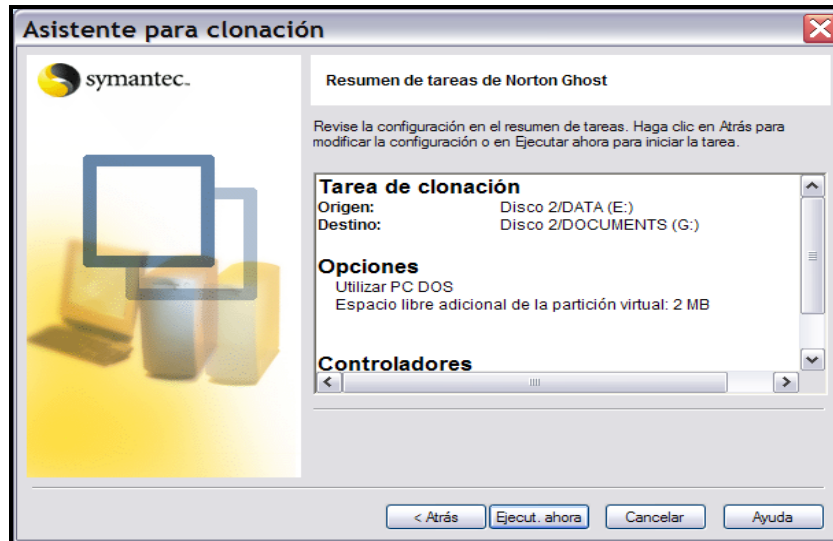 Asistente para clonación
symantec.
Resumen de tareas de Norton Ghost
Revise la configuración en el resumen de tareas. Haga clic en Atrás para
modificar la configuración o en Ejecutar ahora para iniciar la tarea.
Tarea de clonación
Origen: Disco 2/DATA (E:)
Destino: Disco 2/DOCUMENTS (G:)
Opciones
Utilizar PC DOS
Espacio libre adicional de la partición virtual: 2 MB
Controladores
< Atrás Ejecut. ahora Cancelar Ayuda